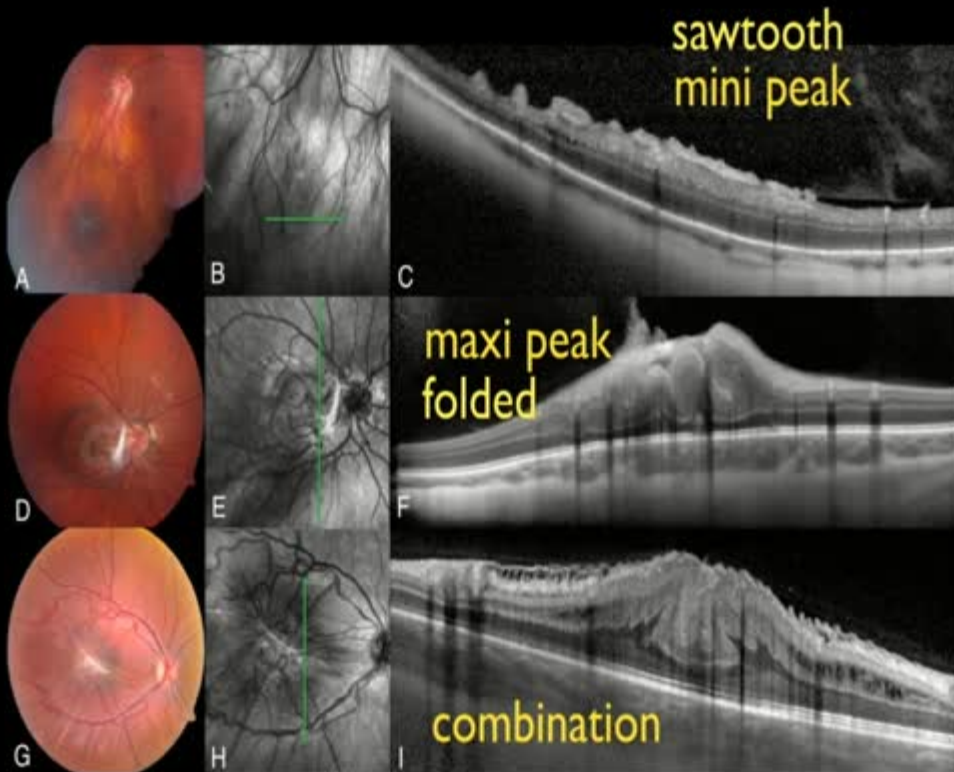 sawtooth
mini peak
A
B
C
maxi peak
folded
D
E
F
combination
G
H
I